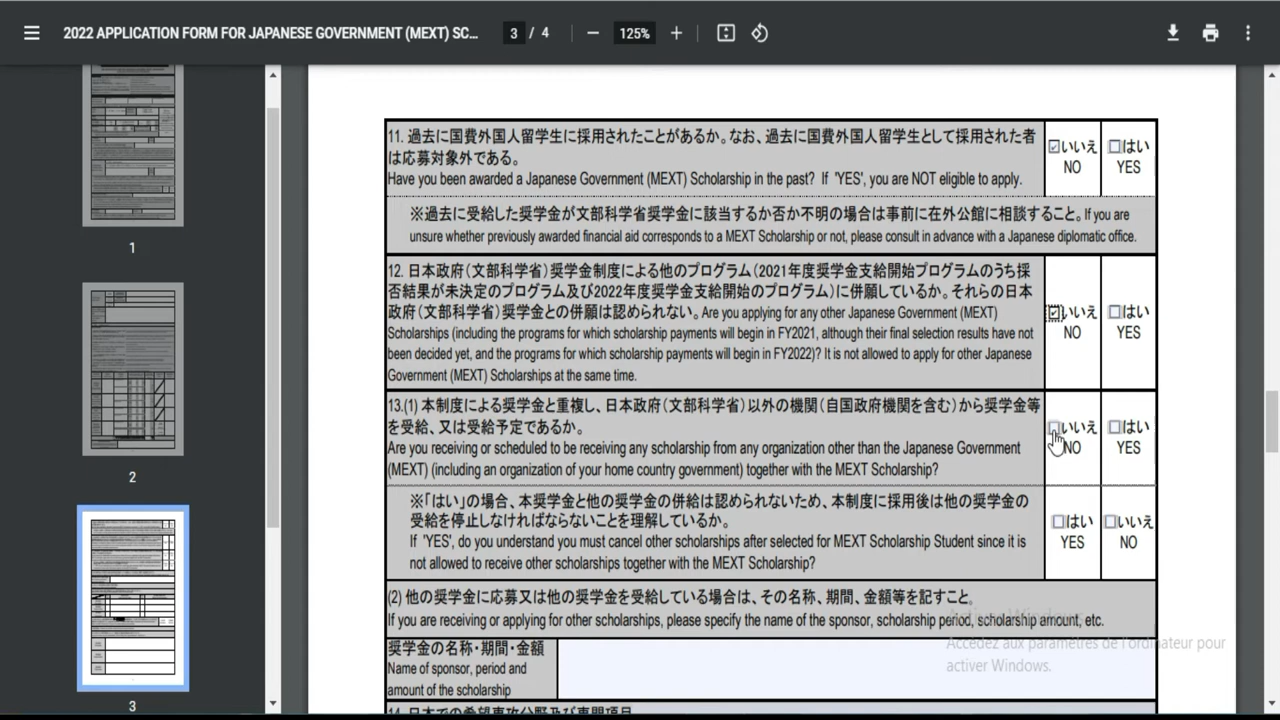 2022 APPLICATION FORM FOR JAPANESE GOVERNMENT (MEXT) SC...
3 / 4
125%
11. 過去に国費外国人留学生に採用されたことがあるか。なお、過去に国費外国人留学生として採用された者
は応募対象外である。
Have you been awarded a Japanese Government (MEXT) Scholarship in the past? If 'YES', you are NOT eligible to apply.
いいえ
NO
はい
YES
※過去に受給した奨学金が文部科学省奨学金に該当するか否か不明の場合は事前に在外公館に相談すること。If you are
unsure whether previously awarded financial aid corresponds to a MEXT Scholarship or not, please consult in advance with a Japanese diplomatic office.
12. 日本政府(文部科学省)奨学金制度による他のプログラム(2021年度奨学金支給開始プログラムのうち採
否結果が未決定のプログラム及び2022年度奨学金支給開始のプログラム)に併願しているか。それらの日本
政府(文部科学省)奨学金との併願は認められない。Are you applying for any other Japanese Government (MEXT)
Scholarships (including the programs for which scholarship payments will begin in FY2021, although their final selection results have not
been decided yet, and the programs for which scholarship payments will begin in FY2022)? It is not allowed to apply for other Japanese
Government (MEXT) Scholarships at the same time.
いいえ
NO
はい
YES
13.(1) 本制度による奨学金と重複し、日本政府(文部科学省)以外の機関(自国政府機関を含む)から奨学金等
を受給、又は受給予定であるか。
Are you receiving or scheduled to be receiving any scholarship from any organization other than the Japanese Government
(MEXT) (including an organization of your home country government) together with the MEXT Scholarship?
いいえ
NO
はい
YES
※「はい」の場合、本奨学金と他の奨学金の併給は認められないため、本制度に採用後は他の奨学金の
受給を停止しなければならないことを理解しているか。
If 'YES', do you understand you must cancel other scholarships after selected for MEXT Scholarship Student since it is
not allowed to receive other scholarships together with the MEXT Scholarship?
はい
YES
いいえ
NO
(2) 他の奨学金に応募又は他の奨学金を受給している場合は、その名称、期間、金額等を記すこと。
If you are receiving or applying for other scholarships, please specify the name of the sponsor, scholarship period, scholarship amount, etc.
奨学金の名称・期間・金額
Name of sponsor, period and
amount of the scholarship
14. 日本での希望専攻分野及び専門項目
Activer Windows
Accédez aux paramètres de l'ordinateur pour
activer Windows.
1
2
3